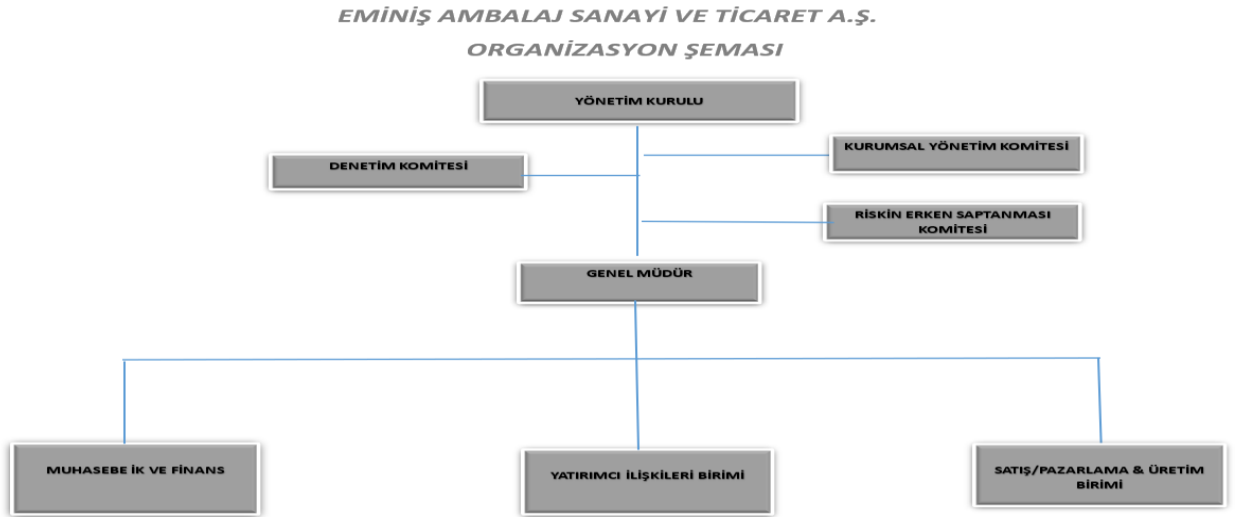 EMİNİŞ AMBALAJ SANAYİ VE TİCARET A.Ş.
ORGANİZASYON ŞEMASI
YÖNETİM KURULU
KURUMSAL YÖNETİM KOMİTESİ
DENETİM KOMİTESİ
RİSKİN ERKEN SAPTANMASI
KOMİTESİ
GENEL MÜDÜR
MUHASEBE İK VE FİNANS
YATIRIMCI İLİŞKİLERİ BİRİMİ
SATIŞ/PAZARLAMA & ÜRETİM
BİRİMİ